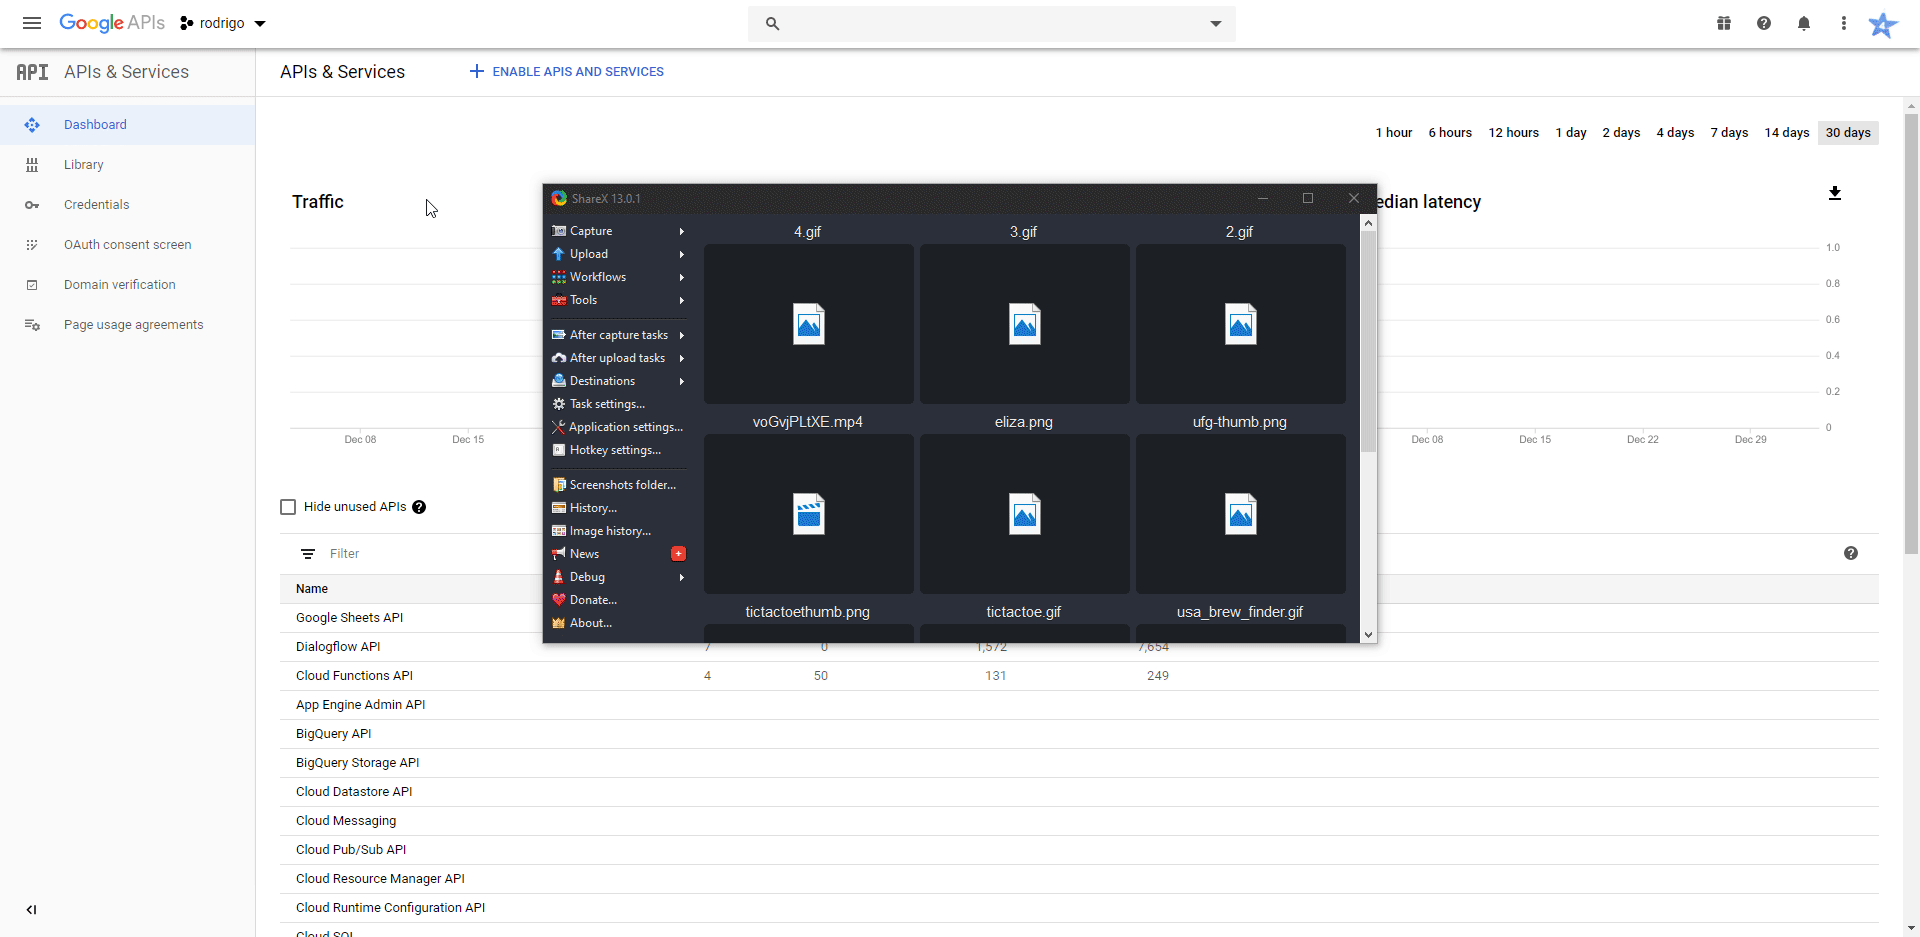 Google APIs rodrigo
API APIs & Services
APIs & Services
ENABLE APIS AND SERVICES
Dashboard
Library
Credentials
OAuth consent screen
Domain verification
Page usage agreements
1 hour 6 hours 12 hours 1 day 2 days 4 days 7 days 14 days 30 days
Traffic
edian latency
1.0
0.8
0.6
0.4
0.2
0
Dec 08 Dec 15
Dec 08 Dec 15 Dec 22 Dec 29
ShareX 13.0.1
Capture
Upload
Workflows
Tools
After capture tasks
After upload tasks
Destinations
Task settings...
Application settings...
Hotkey settings...
Screenshots folder...
History...
Image history...
News
Debug
Donate...
About...
4.gif 3.gif 2.gif
voGvjPLtXE.mp4 eliza.png ufg-thumb.png
tictactoethumb.png tictactoe.gif usa_brew_finder.gif
Hide unused APIs
Filter
Name
Google Sheets API
Dialogflow API 7 0 1,572 7,654
Cloud Functions API 4 50 131 249
App Engine Admin API
BigQuery API
BigQuery Storage API
Cloud Datastore API
Cloud Messaging
Cloud Pub/Sub API
Cloud Resource Manager API
Cloud Runtime Configuration API
Cloud SQL